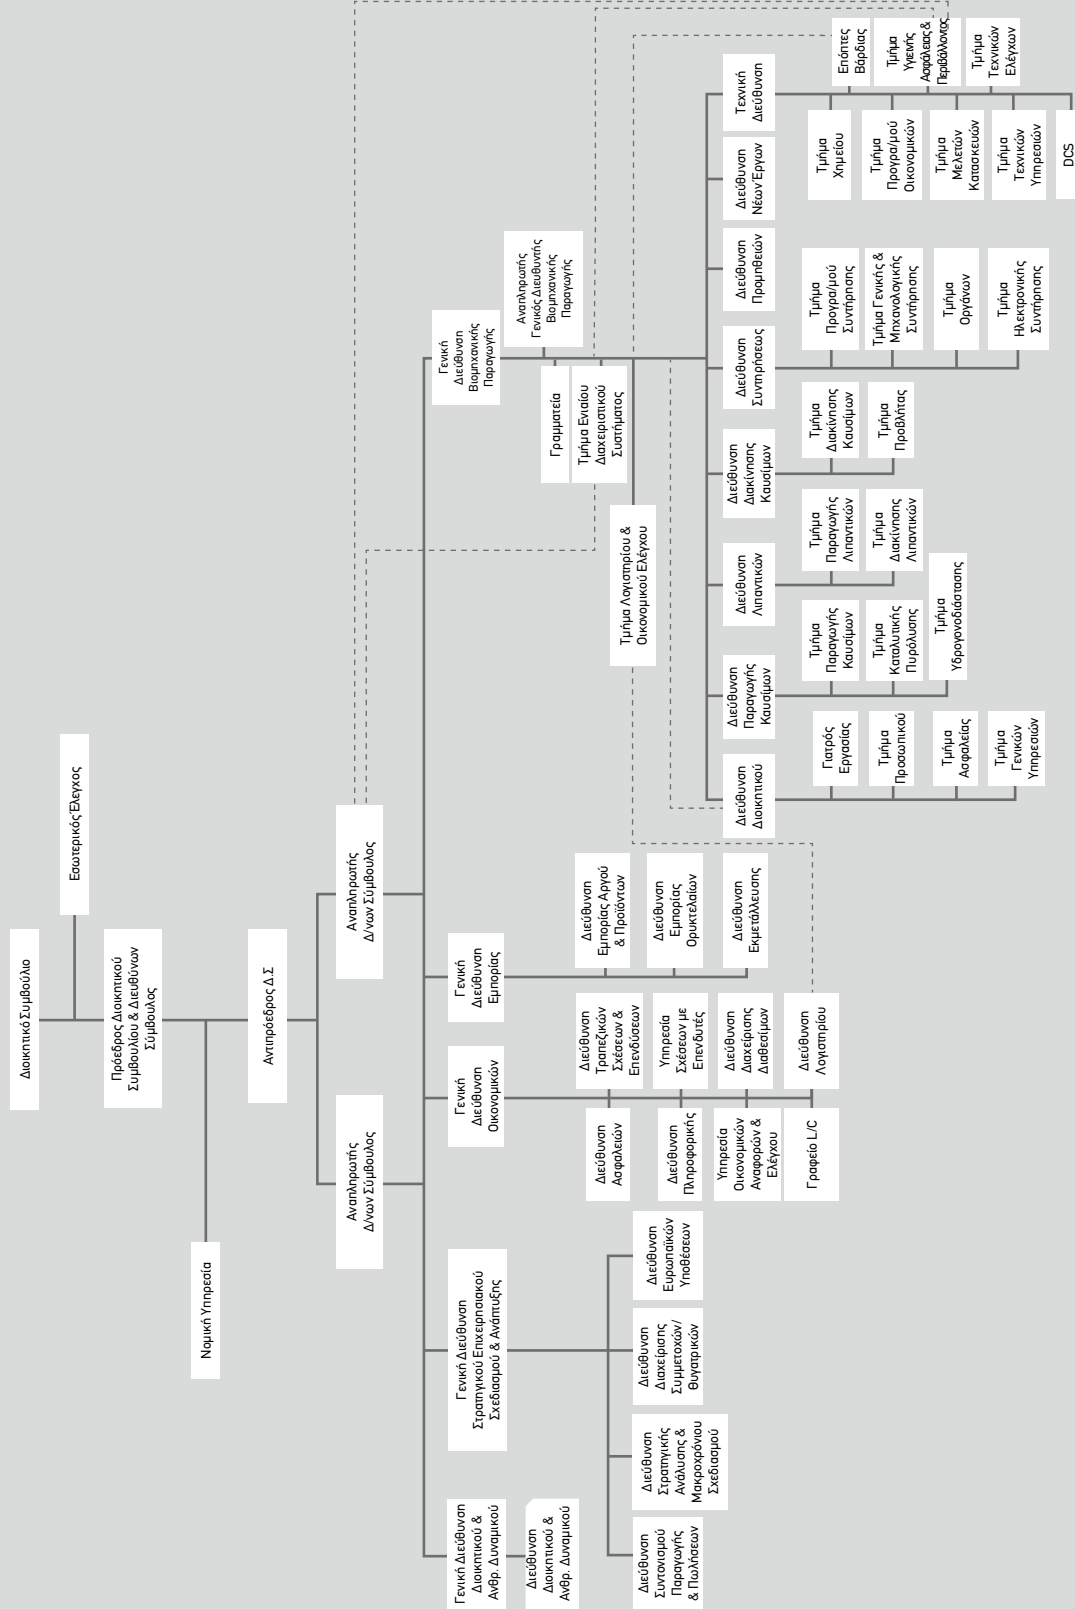 Διοικητικό Συμβούλιο
Εσωτερικός Έλεγχος
Πρόεδρος Διοικητικού
Συμβουλίου & Διευθύνων
Σύμβουλος
Νομική Υπηρεσία
Αντιπρόεδρος Δ.Σ
Αναπληρωτής
Δ/νων Σύμβουλος
Αναπληρωτής
Δ/νων Σύμβουλος
Γενική Διεύθυνση
Διοικητικού &
Ανθρ. Δυναμικού
Διεύθυνση
Διοικητικού &
Ανθρ. Δυναμικού
Γενική Διεύθυνση
Στρατηγικού Επιχειρησιακού
Σχεδιασμού & Ανάπτυξης
Διεύθυνση
Συντονισμού
Παραγωγής
& Πωλήσεων
Διεύθυνση
Στρατηγικής
Ανάλυσης &
Μακροχρόνιου
Σχεδιασμού
Διεύθυνση
Διαχείρισης
Συμμετοχών/
Θυγατρικών
Διεύθυνση
Ευρωπαϊκών
Υποθέσεων
Γενική
Διεύθυνση
Οικονομικών
Διεύθυνση
Ασφαλειών
Διεύθυνση
Τραπεζικών
Σχέσεων &
Επενδύσεων
Διεύθυνση
Πληροφορικής
Υπηρεσία
Σχέσεων με
Επενδυτές
Υπηρεσία
Οικονομικών
Αναφορών &
Ελέγχου
Διεύθυνση
Διαχείρισης
Διαθεσίμων
Γραφείο L/C
Διεύθυνση
Λογιστηρίου
Γενική
Διεύθυνση
Εμπορίας
Διεύθυνση
Εμπορίας Αργού
& Προϊόντων
Διεύθυνση
Εμπορίας
Ορυκτελαίων
Διεύθυνση
Εκμετάλλευσης
Γενική
Διεύθυνση
Βιομηχανικής
Παραγωγής
Αναπληρωτής
Γενικός Διευθυντής
Βιομηχανικής
Παραγωγής
Γραμματεία
Τμήμα Ενιαίου
Διαχειριστικού
Συστήματος
Τμήμα Λογιστηρίου &
Οικονομικού Ελέγχου
Διεύθυνση
Διοικητικού
Γιατρός
Εργασίας
Τμήμα
Προσωπικού
Τμήμα
Ασφαλείας
Τμήμα
Γενικών
Υπηρεσιών
Διεύθυνση
Παραγωγής
Καυσίμων
Τμήμα
Παραγωγής
Καυσίμων
Τμήμα
Καταλυτικής
Πυρόλυσης
Τμήμα
Υδρογονοδιάστασης
Διεύθυνση
Λιπαντικών
Τμήμα
Παραγωγής
Λιπαντικών
Τμήμα
Διακίνησης
Λιπαντικών
Διεύθυνση
Διακίνησης
Καυσίμων
Τμήμα
Διακίνησης
Καυσίμων
Τμήμα
Προβλήτας
Διεύθυνση
Συντηρήσεως
Τμήμα
Προγρα/μού
Συντήρησης
Τμήμα Γενικής &
Μηχανολογικής
Συντήρησης
Τμήμα
Οργάνων
Τμήμα
Ηλεκτρονικής
Συντήρησης
Διεύθυνση
Προμηθειών
Διεύθυνση
Νέων Έργων
Τεχνική
Διεύθυνση
Επόπτες
Βάρδιας
Τμήμα
Υγιεινής
Ασφάλειας &
Περιβάλλοντος
Τμήμα
Τεχνικών
Ελέγχων
Τμήμα
Χημείου
Τμήμα
Προγρα/μού
Οικονομικών
Τμήμα
Μελετών
Κατασκευών
Τμήμα
Τεχνικών
Υπηρεσιών
DCS